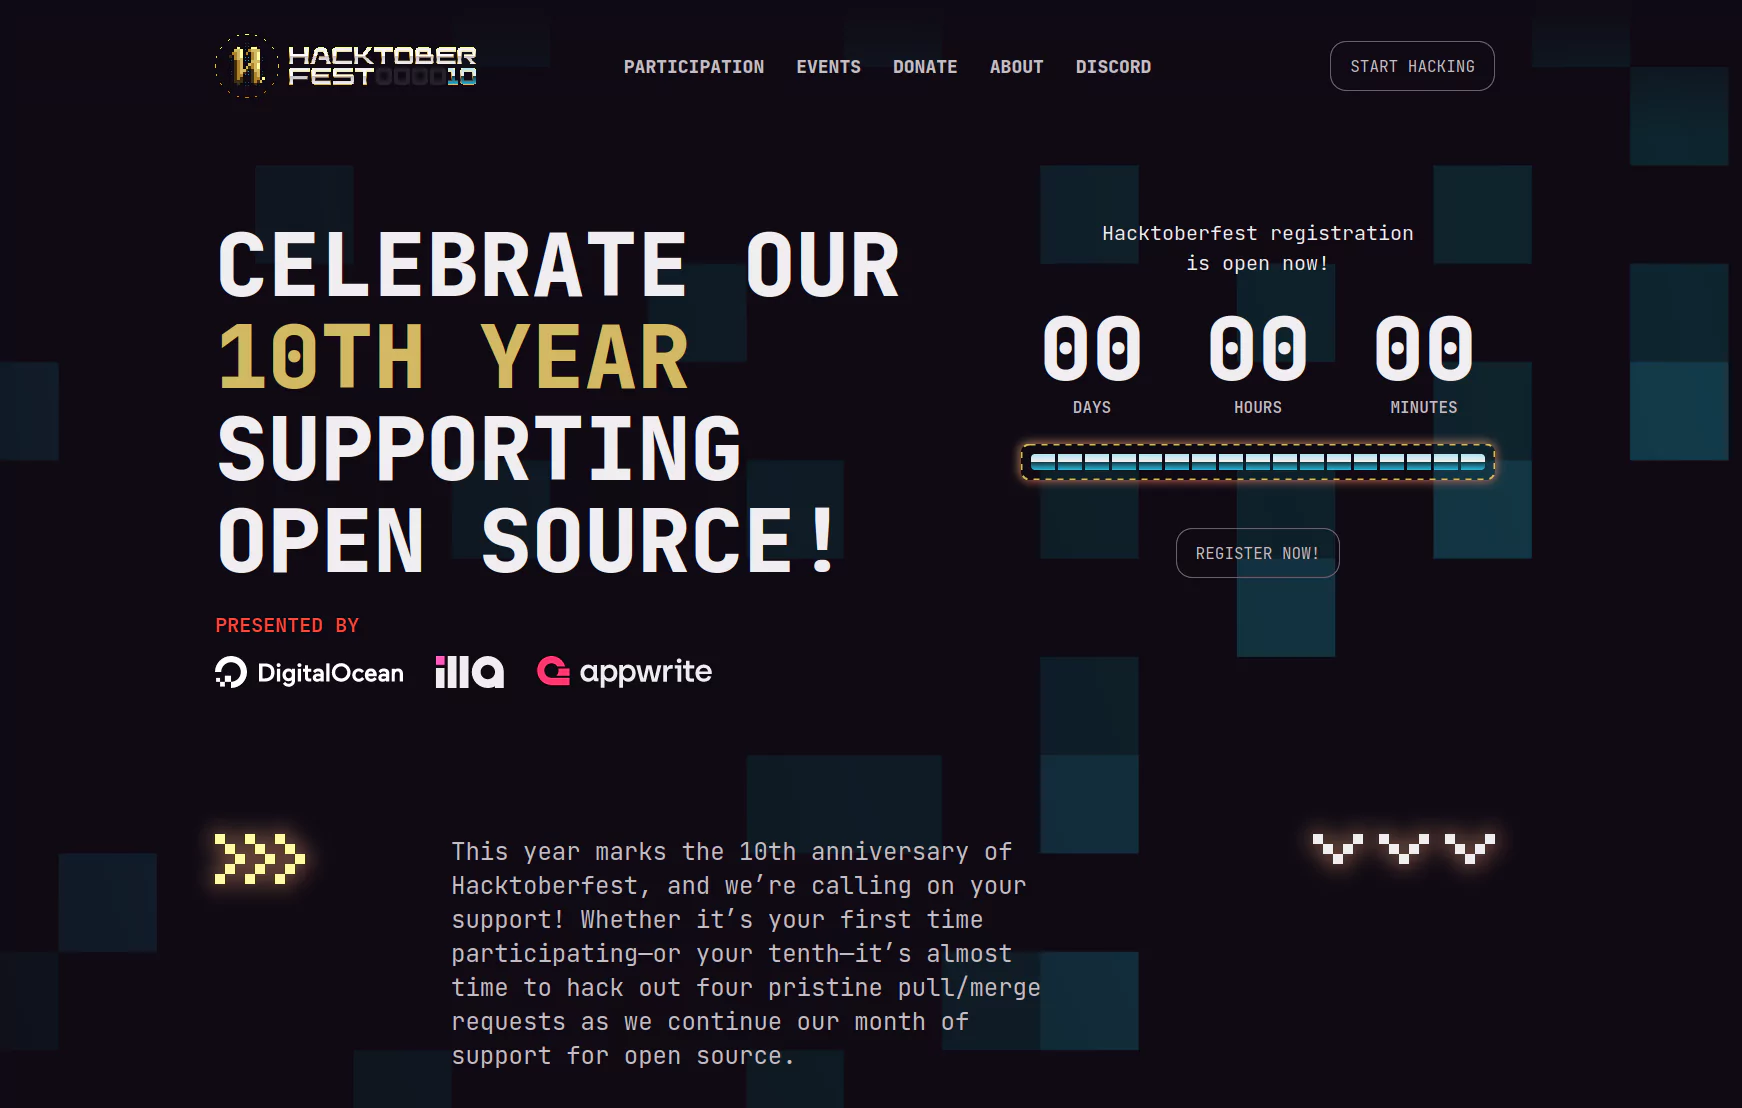 HACKTOBER
FEST000010
PARTICIPATION EVENTS DONATE ABOUT DISCORD
START HACKING
CELEBRATE OUR
10TH YEAR
SUPPORTING
OPEN SOURCE!
PRESENTED BY
DigitalOcean illa appwrite
Hacktoberfest registration
is open now!
00 00 00
DAYS HOURS MINUTES
REGISTER NOW!
This year marks the 10th anniversary of
Hacktoberfest, and we’re calling on your
support! Whether it’s your first time
participating—or your tenth—it’s almost
time to hack out four pristine pull/merge
requests as we continue our month of
support for open source.